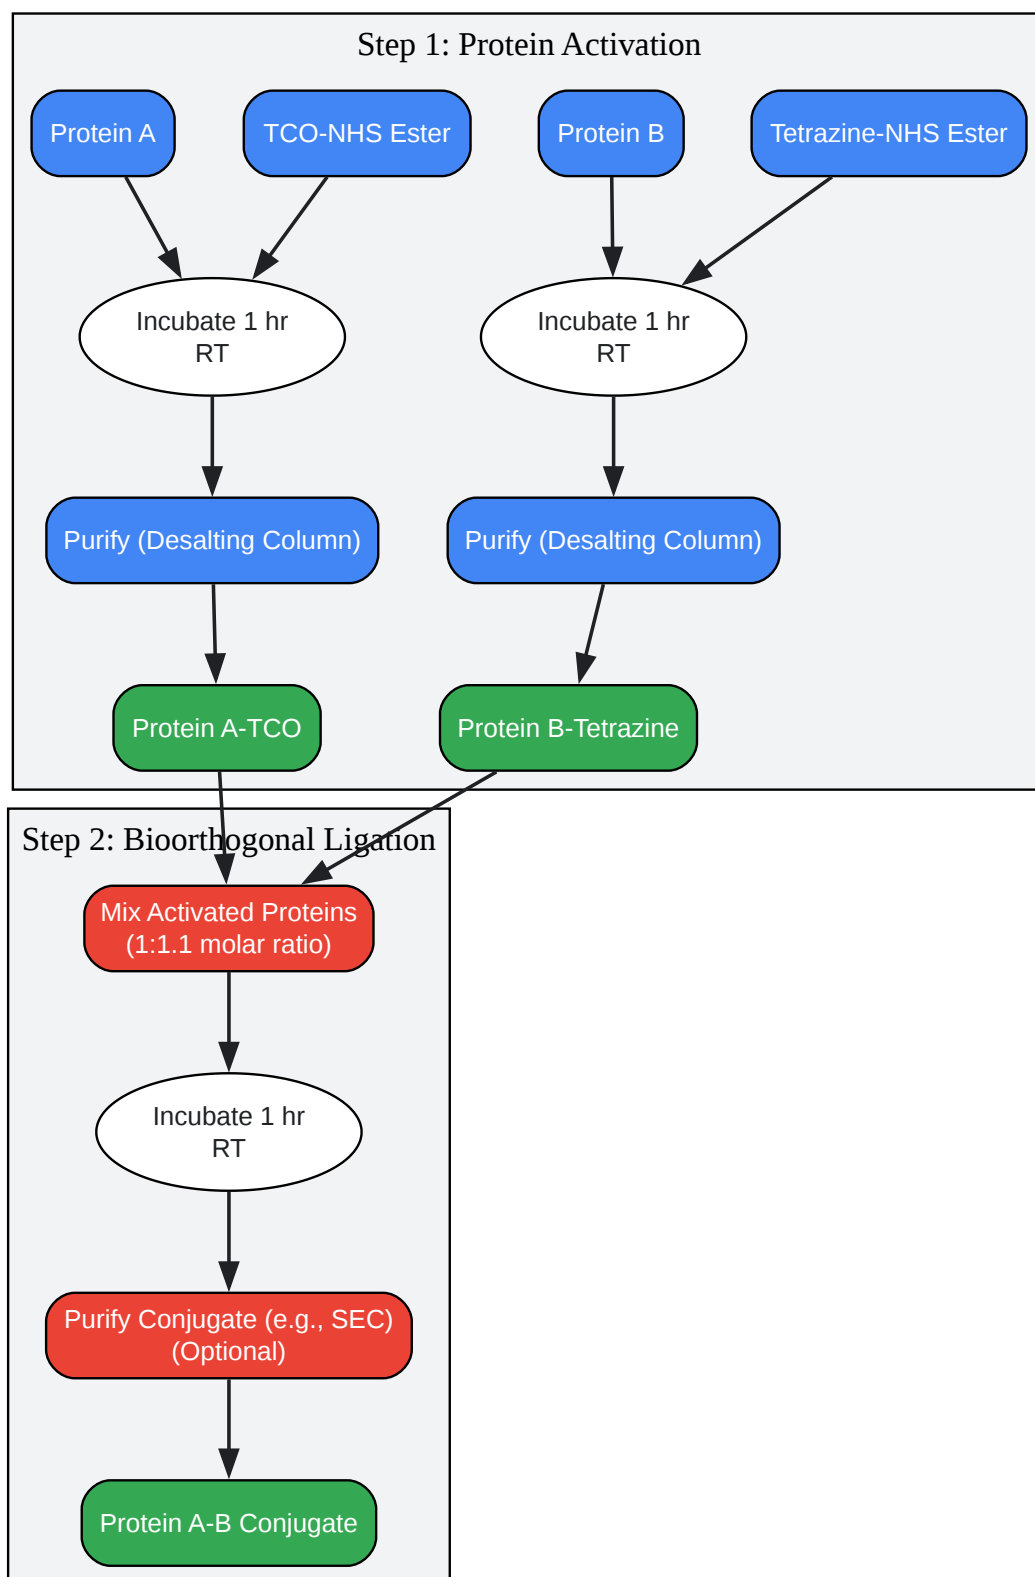 Step 1: Protein Activation
Protein A
TCO-NHS Ester
Protein B
Tetrazine-NHS Ester
Incubate 1 hr
RT
Incubate 1 hr
RT
Purify (Desalting Column)
Purify (Desalting Column)
Protein A-TCO
Protein B-Tetrazine
Step 2: Bioorthogonal Ligation
Mix Activated Proteins
(1:1.1 molar ratio)
Incubate 1 hr
RT
Purify Conjugate (e.g., SEC)
(Optional)
Protein A-B Conjugate